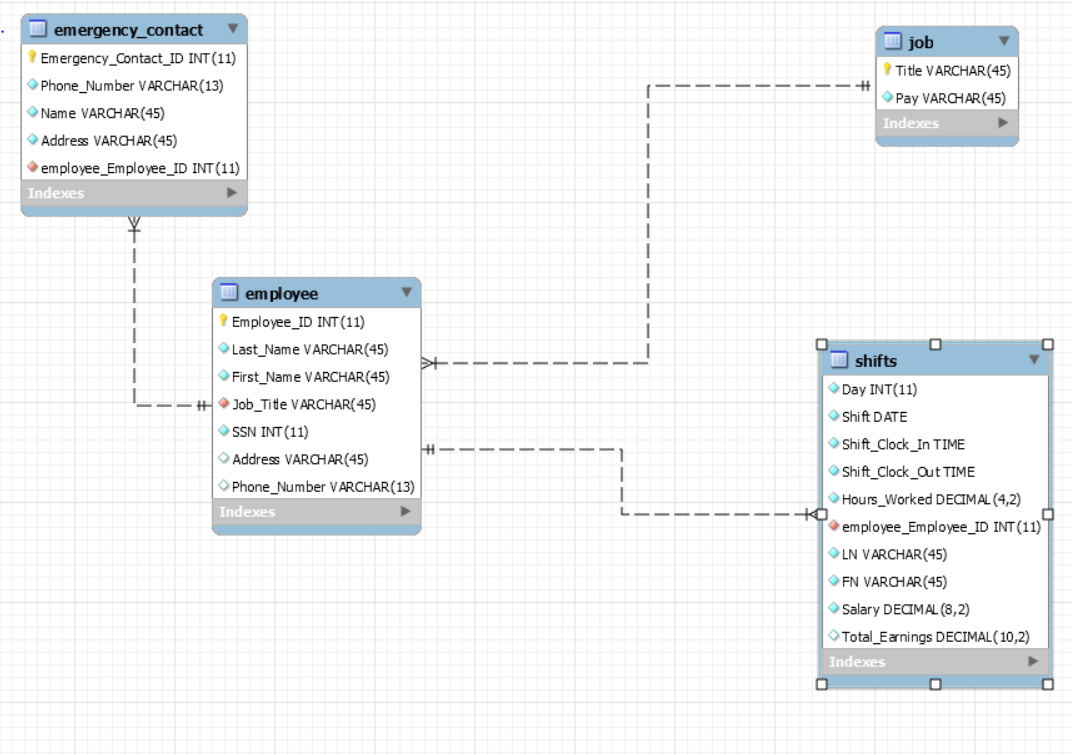 emergency_contact
Emergency_Contact_ID INT(11)
Phone_Number VARCHAR(13)
Name VARCHAR(45)
Address VARCHAR(45)
employee_Employee_ID INT(11)
Indexes
job
Title VARCHAR(45)
Pay VARCHAR(45)
Indexes
employee
Employee_ID INT(11)
Last_Name VARCHAR(45)
First_Name VARCHAR(45)
Job_Title VARCHAR(45)
SSN INT(11)
Address VARCHAR(45)
Phone_Number VARCHAR(13)
Indexes
shifts
Day INT(11)
Shift DATE
Shift_Clock_In TIME
Shift_Clock_Out TIME
Hours_Worked DECIMAL(4,2)
employee_Employee_ID INT(11)
LN VARCHAR(45)
FN VARCHAR(45)
Salary DECIMAL(8,2)
Total_Earnings DECIMAL(10,2)
Indexes